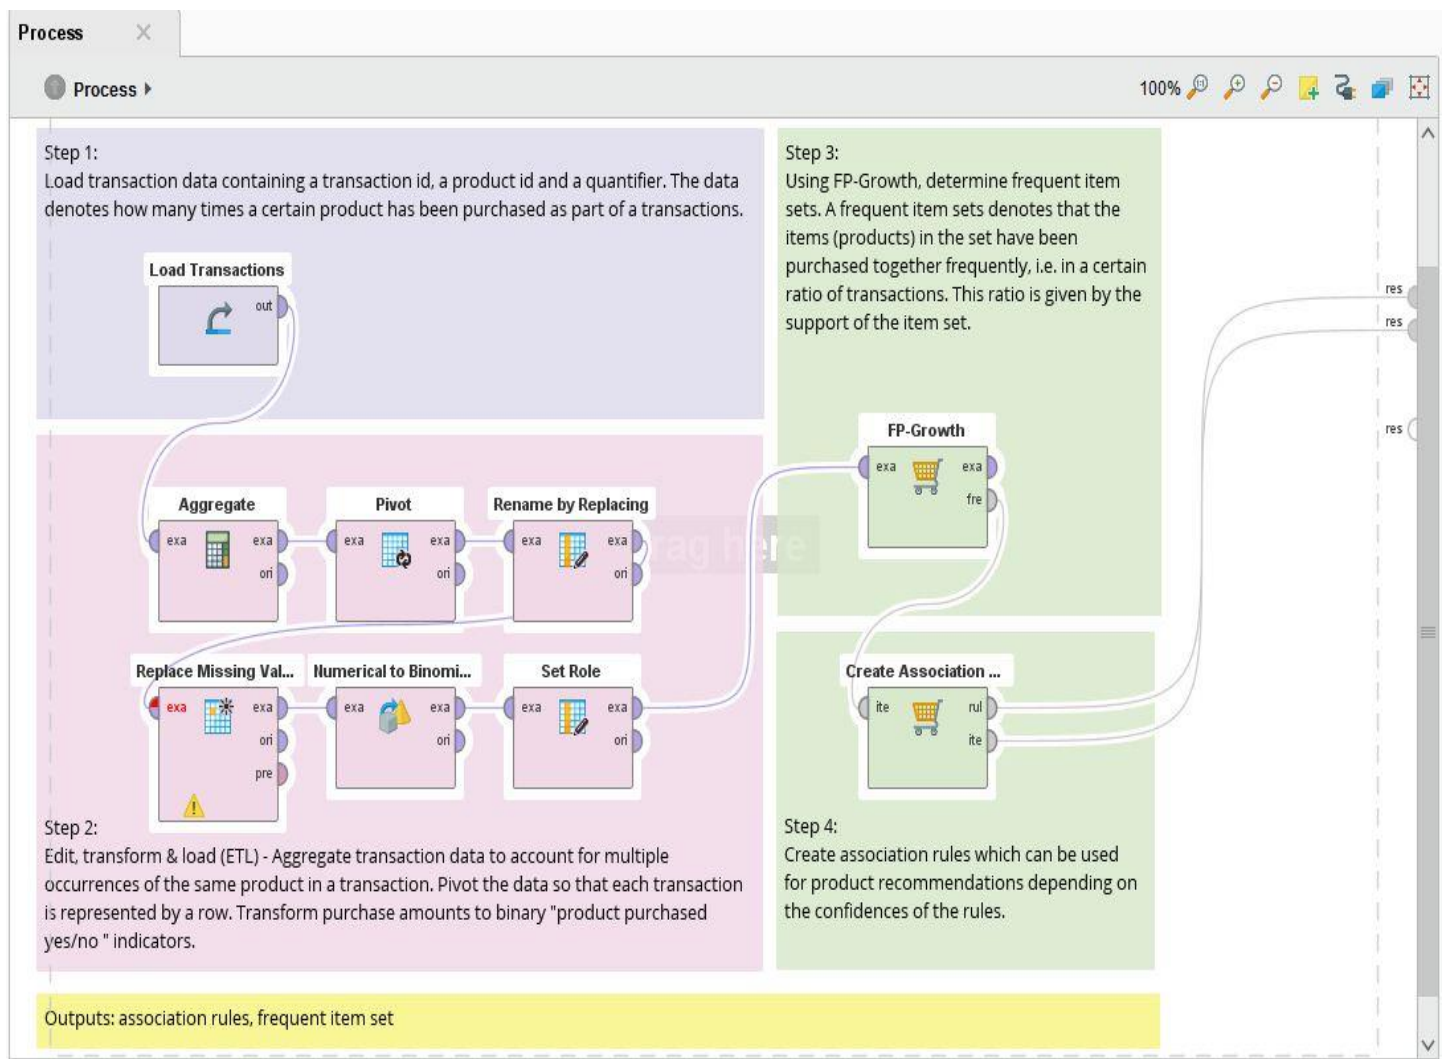 Process
Process
100%
Step 1:
Load transaction data containing a transaction id, a product id and a quantifier. The data
denotes how many times a certain product has been purchased as part of a transactions.
Load Transactions
out
Aggregate
exa
exa
ori
Pivot
exa
exa
ori
Rename by Replacing
exa
exa
ori
rag here
Replace Missing Val...
exa
exa
ori
pre
Numerical to Binomi...
exa
exa
ori
Set Role
exa
exa
ori
Step 2:
Edit, transform & load (ETL) - Aggregate transaction data to account for multiple
occurrences of the same product in a transaction. Pivot the data so that each transaction
is represented by a row. Transform purchase amounts to binary "product purchased
yes/no " indicators.
Step 3:
Using FP-Growth, determine frequent item
sets. A frequent item sets denotes that the
items (products) in the set have been
purchased together frequently, i.e. in a certain
ratio of transactions. This ratio is given by the
support of the item set.
FP-Growth
exa
exa
fre
Create Association ...
ite
rul
ite
Step 4:
Create association rules which can be used
for product recommendations depending on
the confidences of the rules.
res
res
res
Outputs: association rules, frequent item set